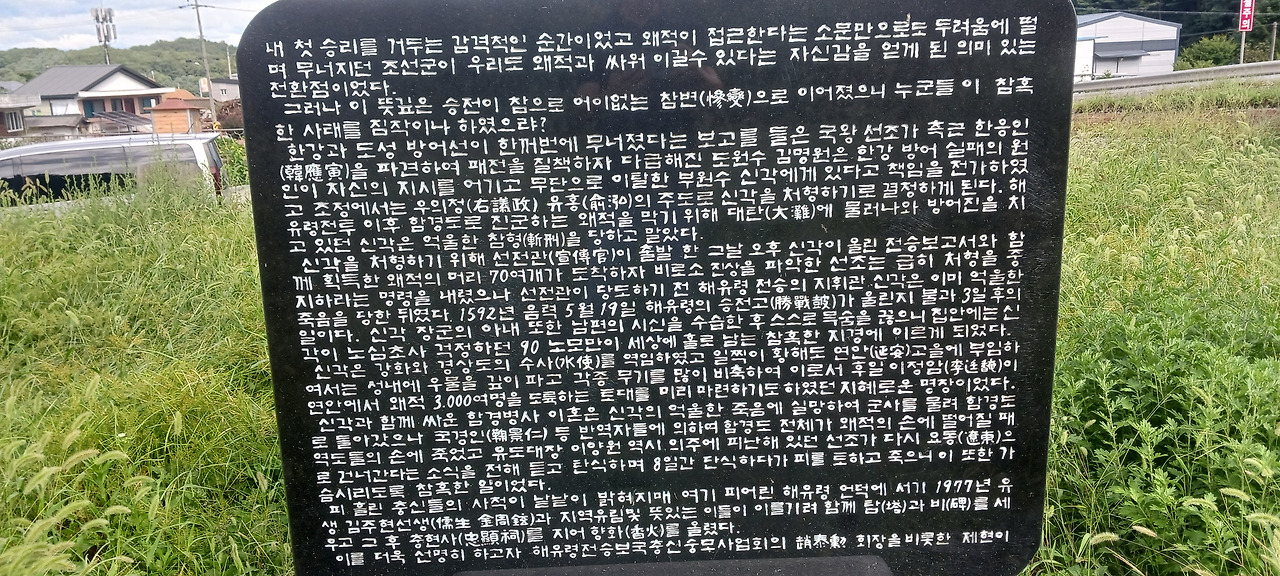 내 첫 승리를 거두는 감격적인 순간이었고 왜적이 접근한다는 소문만으로도 두려움에 떨
며 무너지던 조선군이 우리도 왜적과 싸워 이길수 있다는 자신감을 얻게 된 의미 있는
전환점이었다.
그러나 이 뜻깊은 승전이 참으로 어이없는 참변(慘變)으로 이어졌으니 누군들 이 참혹
한 사태를 짐작이나 하였으랴?
한강과 도성 방어선이 한꺼번에 무너졌다는 보고를 들은 국왕 선조가 측근 한응인
(韓應寅)을 파견하여 패전을 질책하자 다급해진 도원수 김명원은 한강 방어 실패의 원
인이 자신의 지시를 어기고 무단으로 이탈한 부원수 신각에게 있다고 책임을 전가하였
고 조정에서는 우의정(右議政) 유홍(俞泓)의 주도로 신각을 처형하기로 결정하게 된다. 해
유령전투 이후 함경도로 진군하는 왜적을 막기 위해 대탄(大灘)에 물러나와 방어진을 치
고 있던 신각은 억울한 참형(斬刑)을 당하고 말았다.
신각을 처형하기 위해 선전관(宣傳官)이 출발 한 그날 오후 신각이 올린 전승보고서와 함
께 획득한 왜적의 머리 70여개가 도착하자 비로소 진상을 파악한 선조는 급히 처형을 중
지하라는 명령을 내렸으나 선전관이 당도하기 전 해유령 전승의 지휘관 신각은 이미 억울한
죽음을 당한 뒤였다. 1592년 음력 5월 19일 해유령의 승전고(勝戰鼓)가 울린지 불과 3일 후의
일이다. 신각 장군의 아내 또한 남편의 시신을 수습한 후 스스로 목숨을 끊으니 집안에는 신
각이 노심초사 걱정하던 90 노모만이 세상에 홀로 남는 참혹한 지경에 이르게 되었다.
신각은 강화와 경상도의 수사(水使)를 역임하였고 일찍이 황해도 연안(延安)고을에 부임하
여서는 성내에 우물을 깊이 파고 각종 무기를 많이 비축하여 이로서 후일 이정암(李廷馣)이
연안에서 왜적 3,000여명을 도륙하는 토대를 미리 마련하기도하였던 지혜로운 명장이었다.
신각과 함께 싸운 함경병사 이혼은 신각의 억울한 죽음에 실망하여 군사를 물려 함경도
로 돌아갔으나 국경인(鞠景仁) 등 반역자들에 의하여 함경도 전체가 왜적의 손에 떨어질 때
역도들의 손에 죽었고 유도대장 이양원 역시 의주에 피난해 있던 선조가 다시 요동(遼東)으
로 건너간다는 소식을 전해 듣고 탄식하며 8일간 단식하다가 피를 토하고 죽으니 이 또한 가
슴시리도록 참혹한 일이었다.
피 흘린 충신들의 사적이 낱낱이 밝혀지매 여기 피어린 해유령 언덕에 서기 1977년 유
생 김주현선생(儒生 金周鉉)과 지역유림및 뜻있는 이들이 이를기려 함께 탑(塔)과 비(碑)를 세
우고 그 후 충현사(忠顯祠)를 지어 향화(香火)를 올렸다.
이를 더욱 선명히 하고자 해유령전승보국충신숭모사업회의 趙泰勳 회장을비롯한 제현이